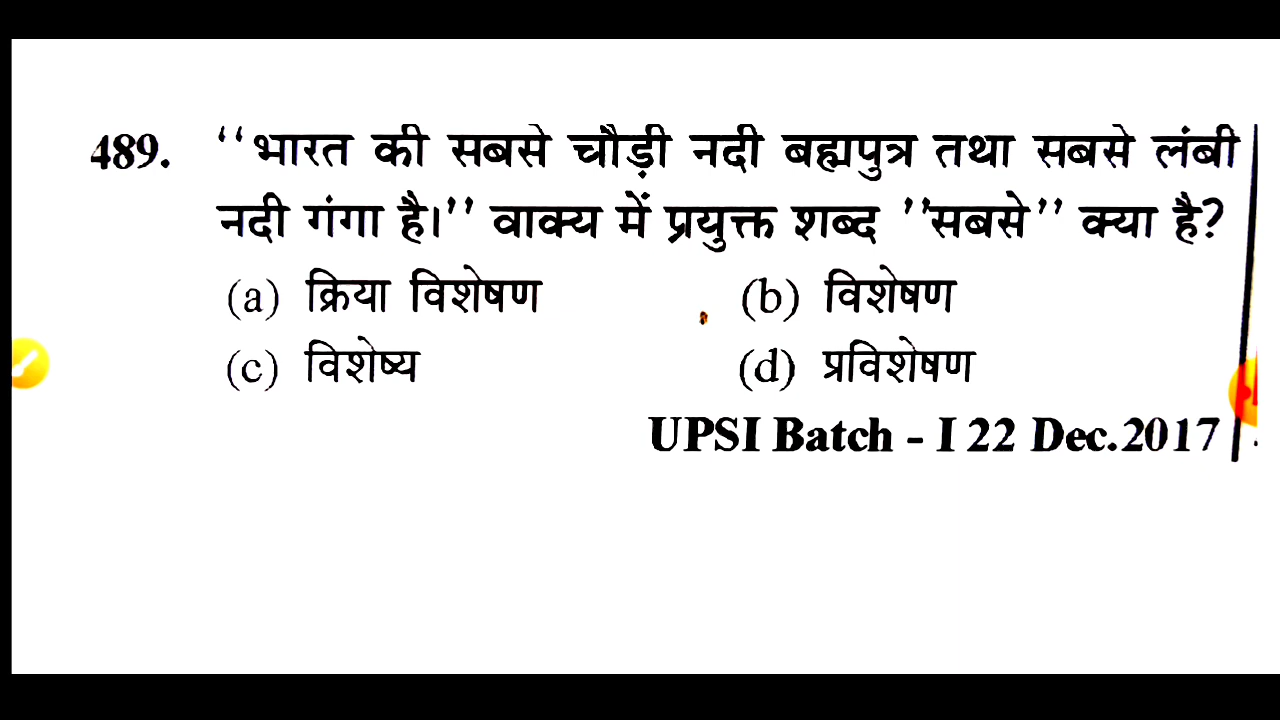 489. ‘‘भारत की सबसे चौड़ी नदी बह्मपुत्र तथा सबसे लंबी
नदी गंगा है।’’ वाक्य में प्रयुक्त शब्द ’’सबसे’’ क्या है?
(a) क्रिया विशेषण (b) विशेषण
(c) विशेष्य (d) प्रविशेषण
UPSI Batch - I 22 Dec.2017